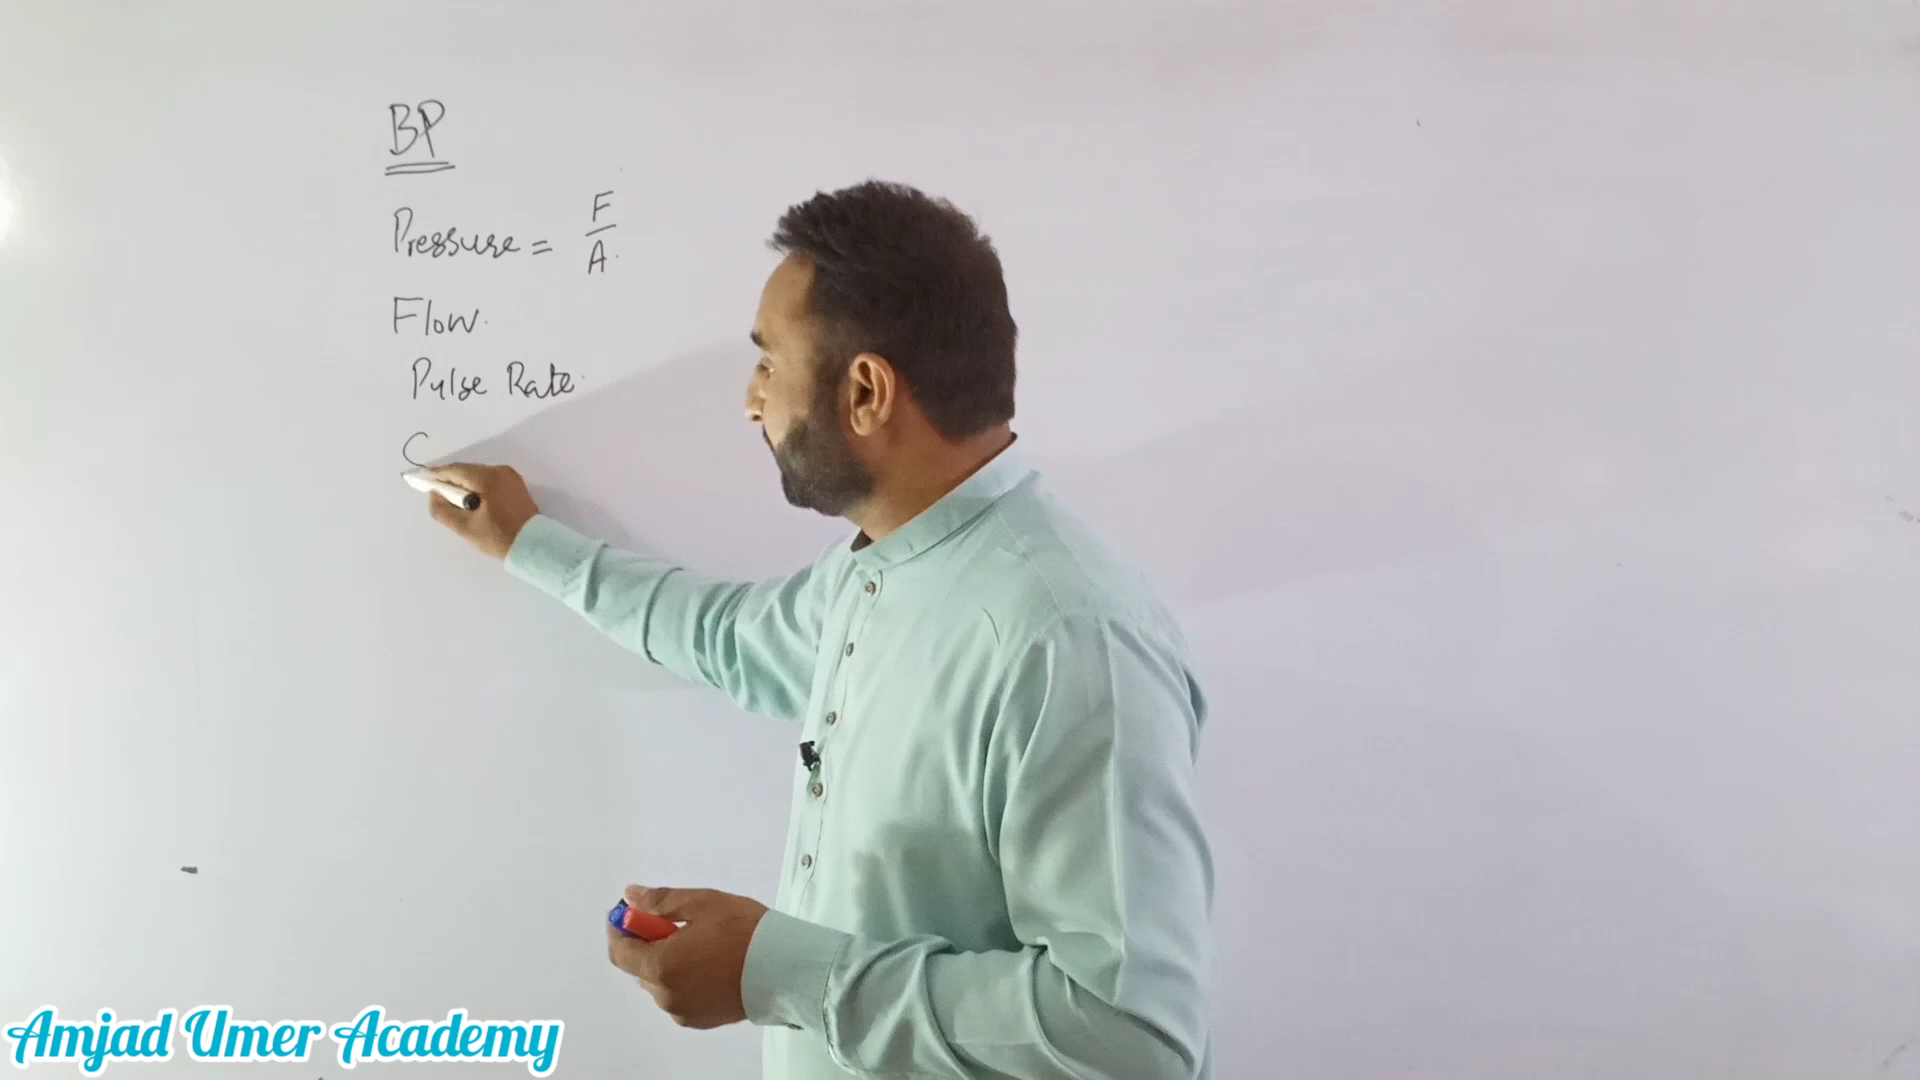 BP
Pressure = F/A.
Flow.
Pulse Rate.
C
Amjad Umer Academy